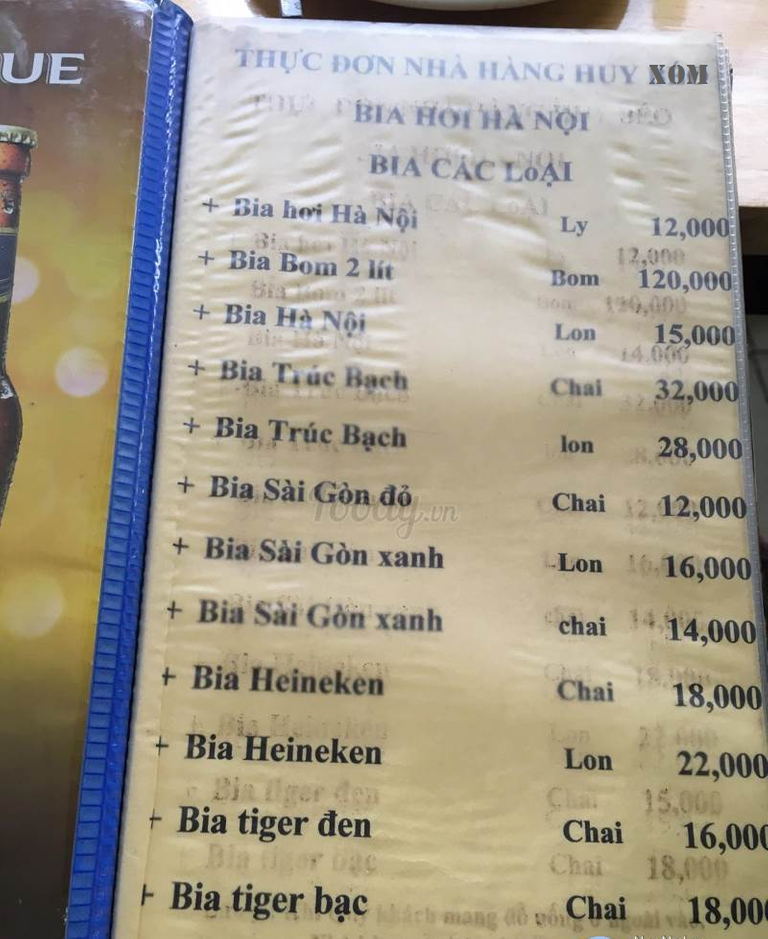 UE
THỰC ĐƠN NHÀ HÀNG HUY XÓM
BIA HƠI HÀ NỘI
BIA CÁC LoẠI
+ Bia hơi Hà Nội Ly 12,000
+ Bia Bom 2 lít Bom 120,000
+ Bia Hà Nội Lon 15,000
+ Bia Trúc Bạch Chai 32,000
+ Bia Trúc Bạch lon 28,000
+ Bia Sài Gòn đỏ Chai 12,000
foody.vn
+ Bia Sài Gòn xanh Lon 16,000
+ Bia Sài Gòn xanh chai 14,000
+ Bia Heineken Chai 18,000
+ Bia Heineken Lon 22,000
+ Bia tiger đen Chai 16,000
+ Bia tiger bạc Chai 18,000